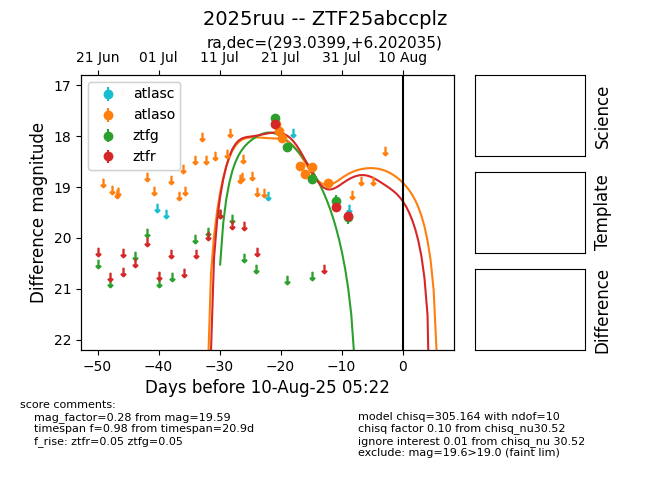 2025ruu -- ZTF25abccplz
ra,dec=(293.0399,+6.202035)
21 Jun 01 Jul 11 Jul 21 Jul 31 Jul 10 Aug
atlasc
atlaso
ztfg
ztfr
17
18
19
20
21
22
Difference magnitude
−50 −40 −30 −20 −10 0
Days before 10-Aug-25 05:22
Science
Template
Difference
score comments:
mag_factor=0.28 from mag=19.59
timespan f=0.98 from timespan=20.9d
f_rise: ztfr=0.05 ztfg=0.05
model chisq=305.164 with ndof=10
chisq factor 0.10 from chisq_nu30.52
ignore interest 0.01 from chisq_nu 30.52
exclude: mag=19.6>19.0 (faint lim)